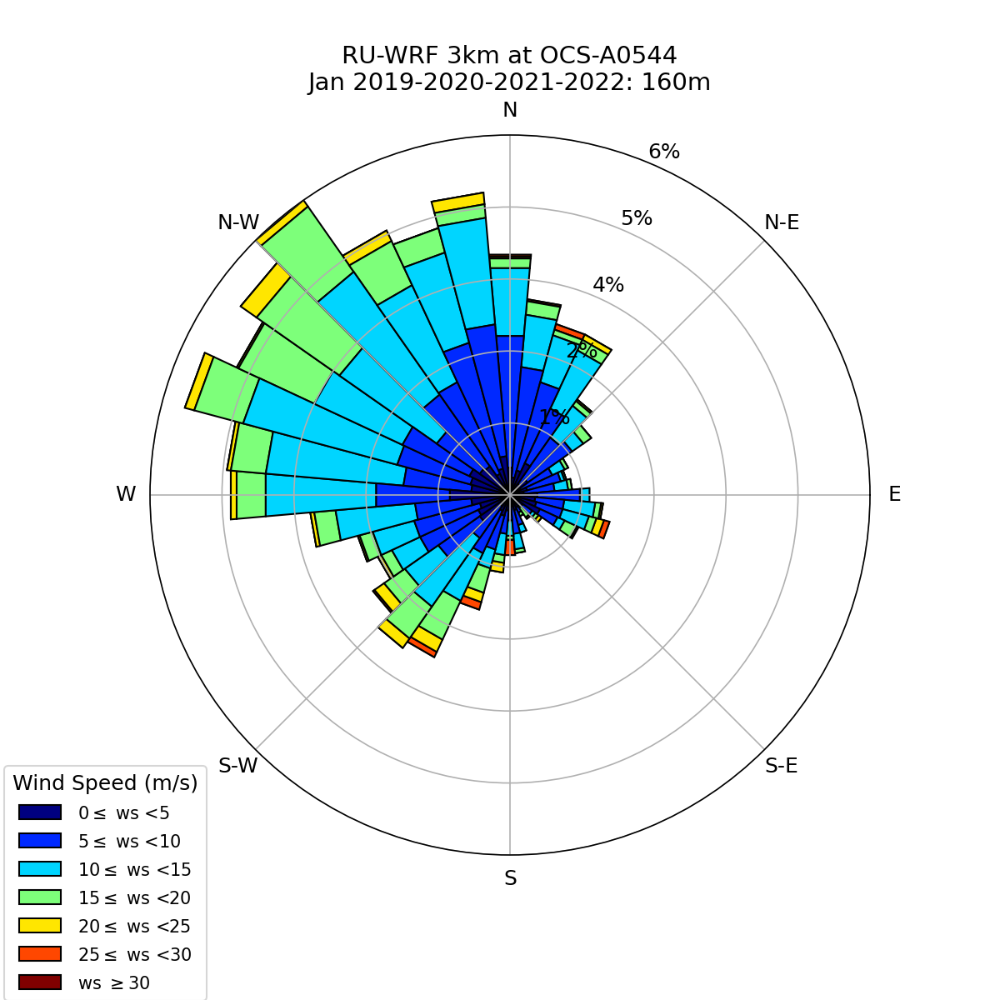 RU-WRF 3km at OCS-A0544
Jan 2019-2020-2021-2022: 160m
N
6%
5%
N-W
N-E
4%
2%
1%
W
E
S-W
S-E
S
Wind Speed (m/s)
0≤ ws <5
5≤ ws <10
10≤ ws <15
15≤ ws <20
20≤ ws <25
25≤ ws <30
ws ≥30